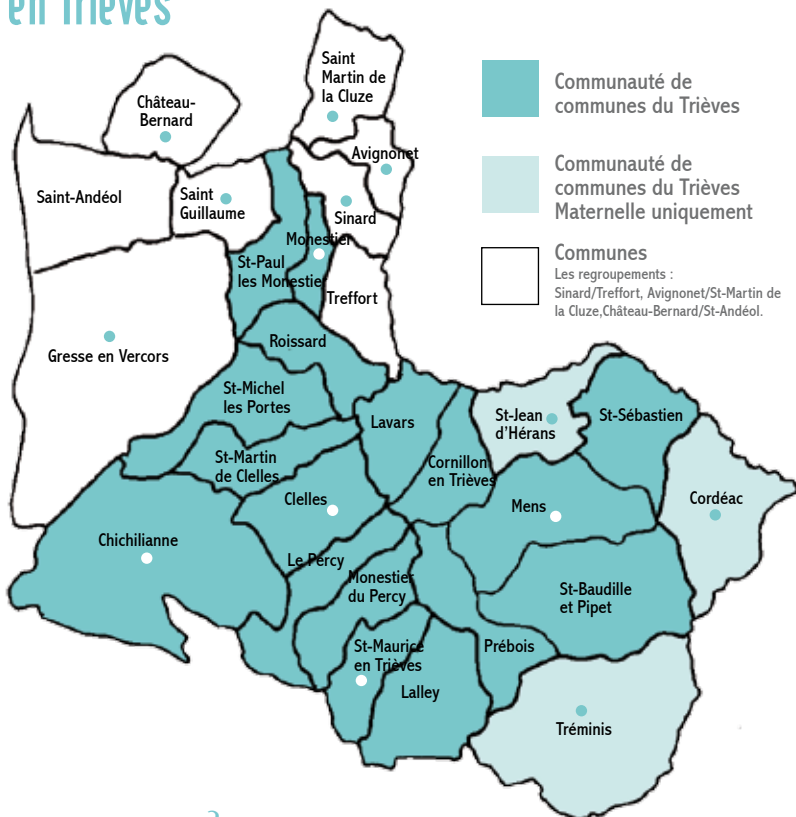 en Trièves
Communauté de
communes du Trièves
Communauté de
communes du Trièves
Maternelle uniquement
Communes
Les regroupements :
Sinard/Treffort, Avignonet/St-Martin de
la Cluze,Château-Bernard/St-Andéol.
Saint
Martin de
la Cluze
Château-
Bernard
Avignonet
Saint-Andéol
Saint
Guillaume
Sinard
Monestier
St-Paul
les Monestier
Treffort
Gresse en Vercors
Roissard
St-Michel
les Portes
Lavars
St-Jean
d'Hérans
St-Sébastien
St-Martin
de Clelles
Cornillon
en Trièves
Clelles
Mens
Cordéac
Chichilianne
Le Percy
Monestier
du Percy
St-Baudille
et Pipet
St-Maurice
en Trièves
Prébois
Lalley
Tréminis